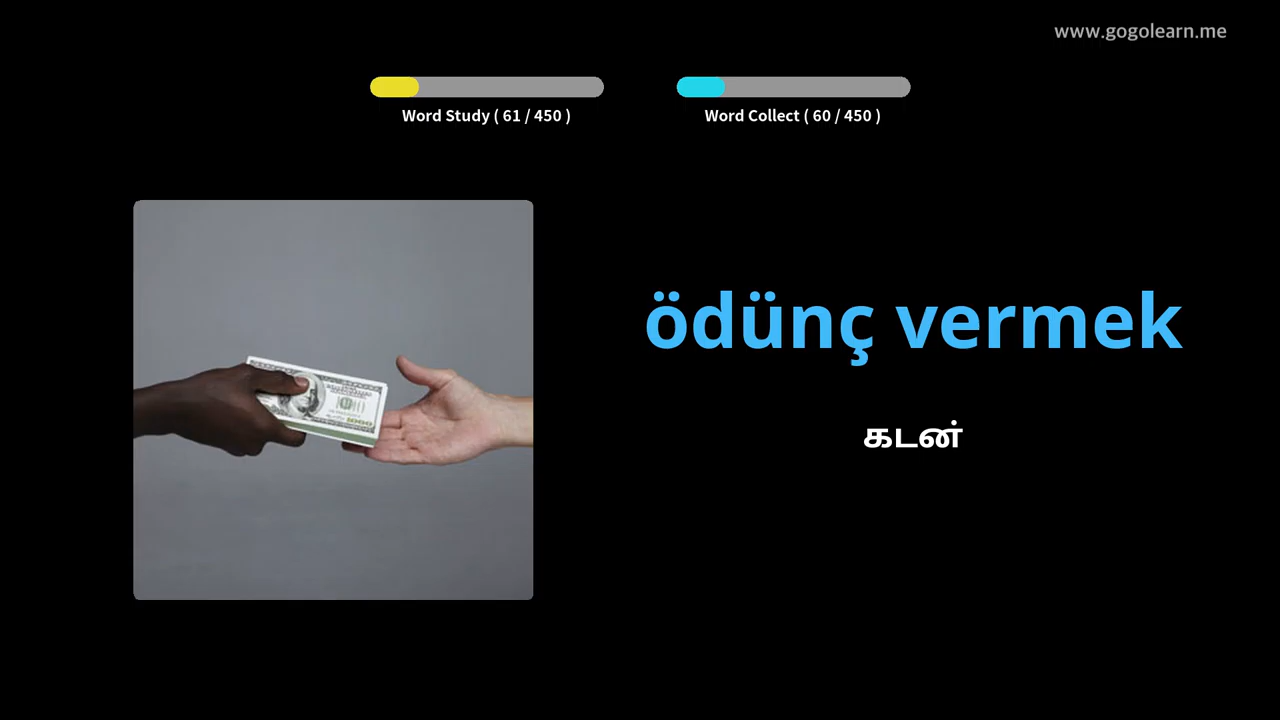 www.gogolearn.me
Word Study ( 61 / 450 )
Word Collect ( 60 / 450 )
ödünç vermek
கடன்